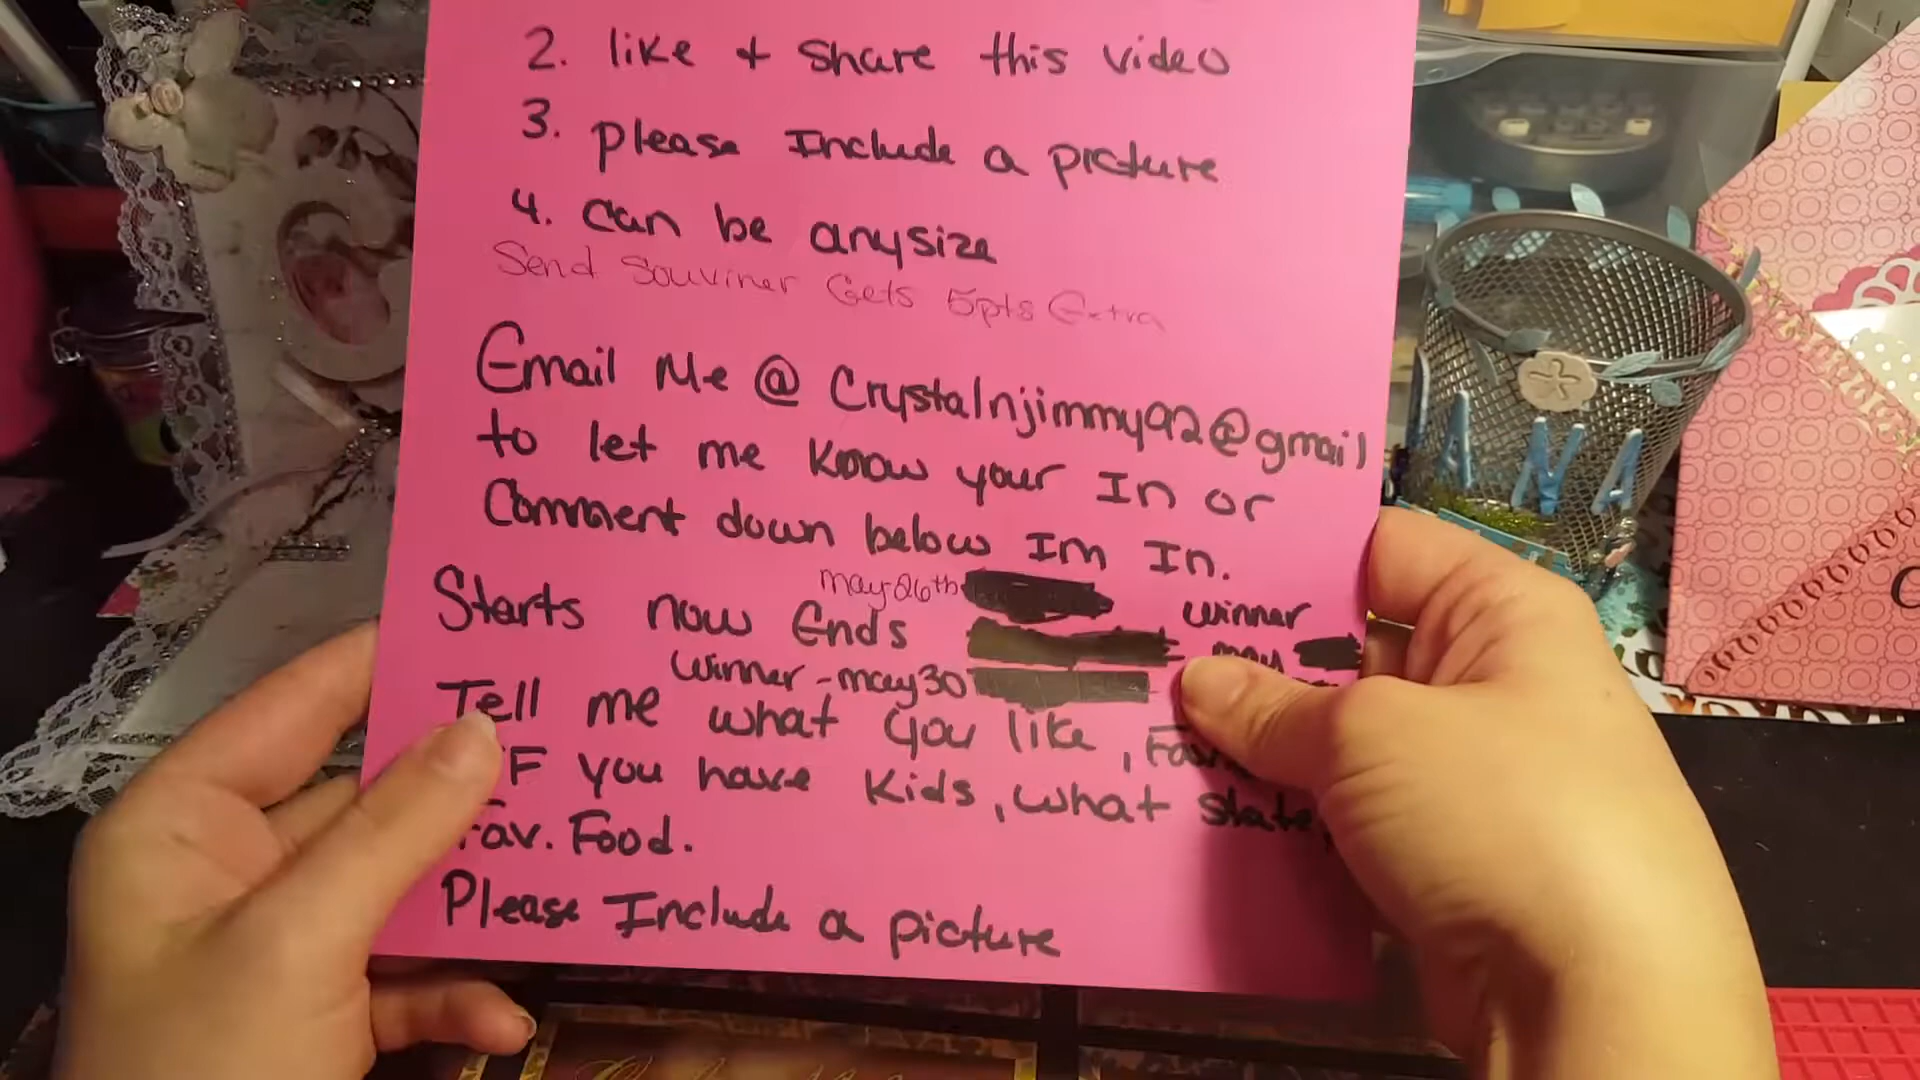 2. like + Share this video
3. please Include a picture
4. Can be anysize
Send Souviner Gets 5pts Extra
Email Me @ Crystalnjimmy92@gmail
to let me know your In or
Comment down below Im In.
may 26th
Starts now Ends
winner
may
winner - may 30
Tell me what you like,
IF you have Kids, what state,
Fav. Food.
Please Include a picture
ANA